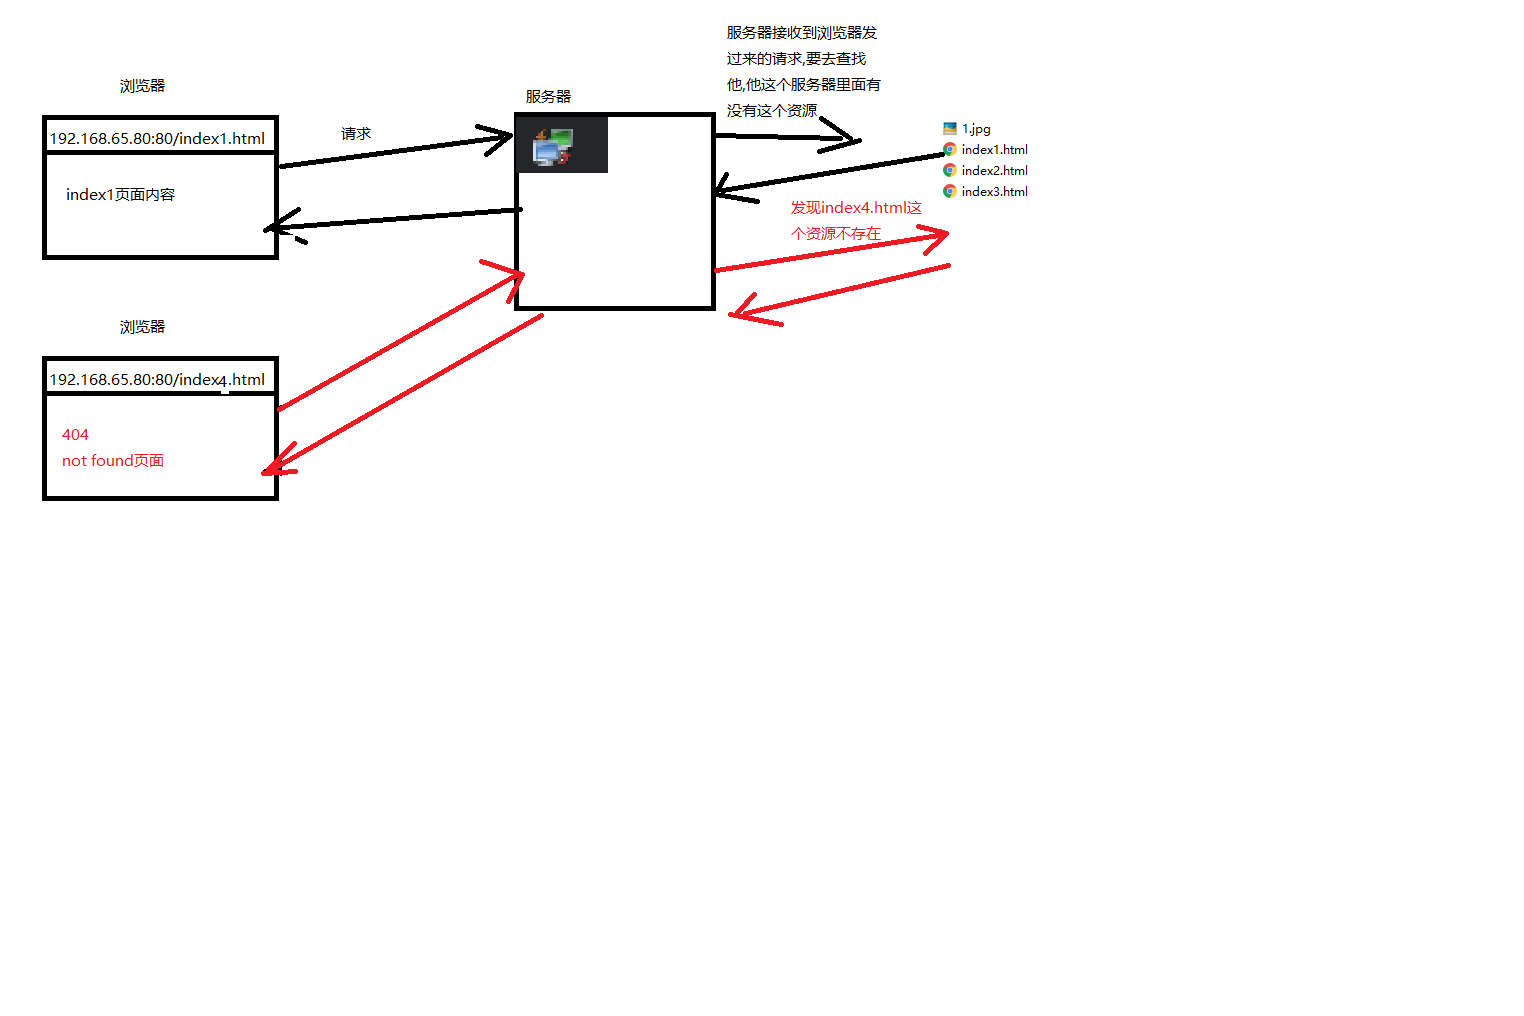 服务器接收到浏览器发
过来的请求,要去查找
他,他这个服务器里面有
没有这个资源
浏览器
服务器
192.168.65.80:80/index1.html
请求
1.jpg
index1.html
index2.html
index3.html
index1页面内容
发现index4.html这
个资源不存在
浏览器
192.168.65.80:80/index4.html
404
not found页面